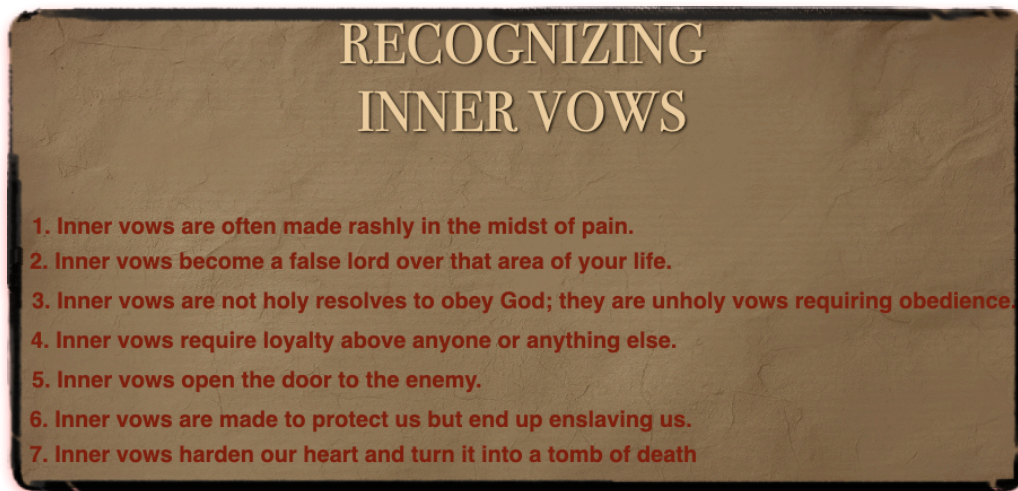 RECOGNIZING
INNER VOWS
1. Inner vows are often made rashly in the midst of pain.
2. Inner vows become a false lord over that area of your life.
3. Inner vows are not holy resolves to obey God; they are unholy vows requiring obedience.
4. Inner vows require loyalty above anyone or anything else.
5. Inner vows open the door to the enemy.
6. Inner vows are made to protect us but end up enslaving us.
7. Inner vows harden our heart and turn it into a tomb of death